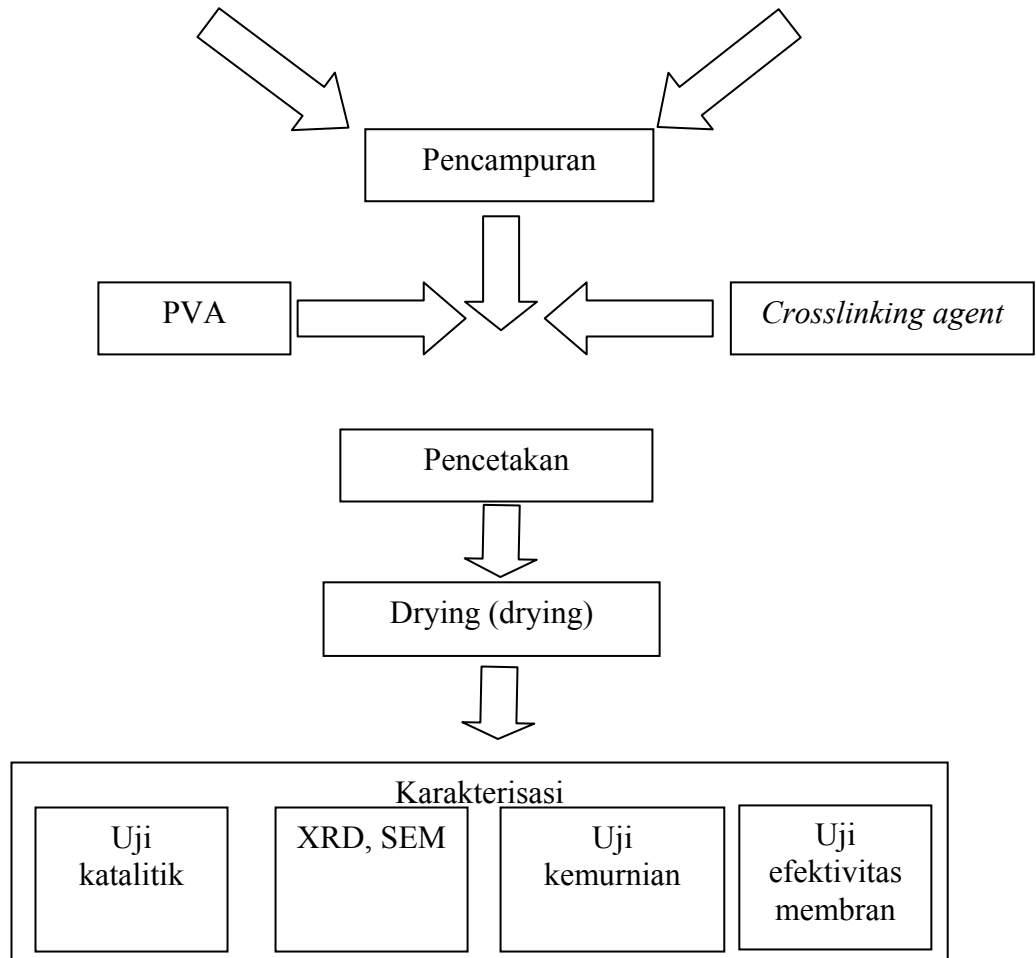 Pencampuran
PVA
Crosslinking agent
Pencetakan
Drying (drying)
Karakterisasi
Uji
katalitik
XRD, SEM
Uji
kemurnian
Uji
efektivitas
membran